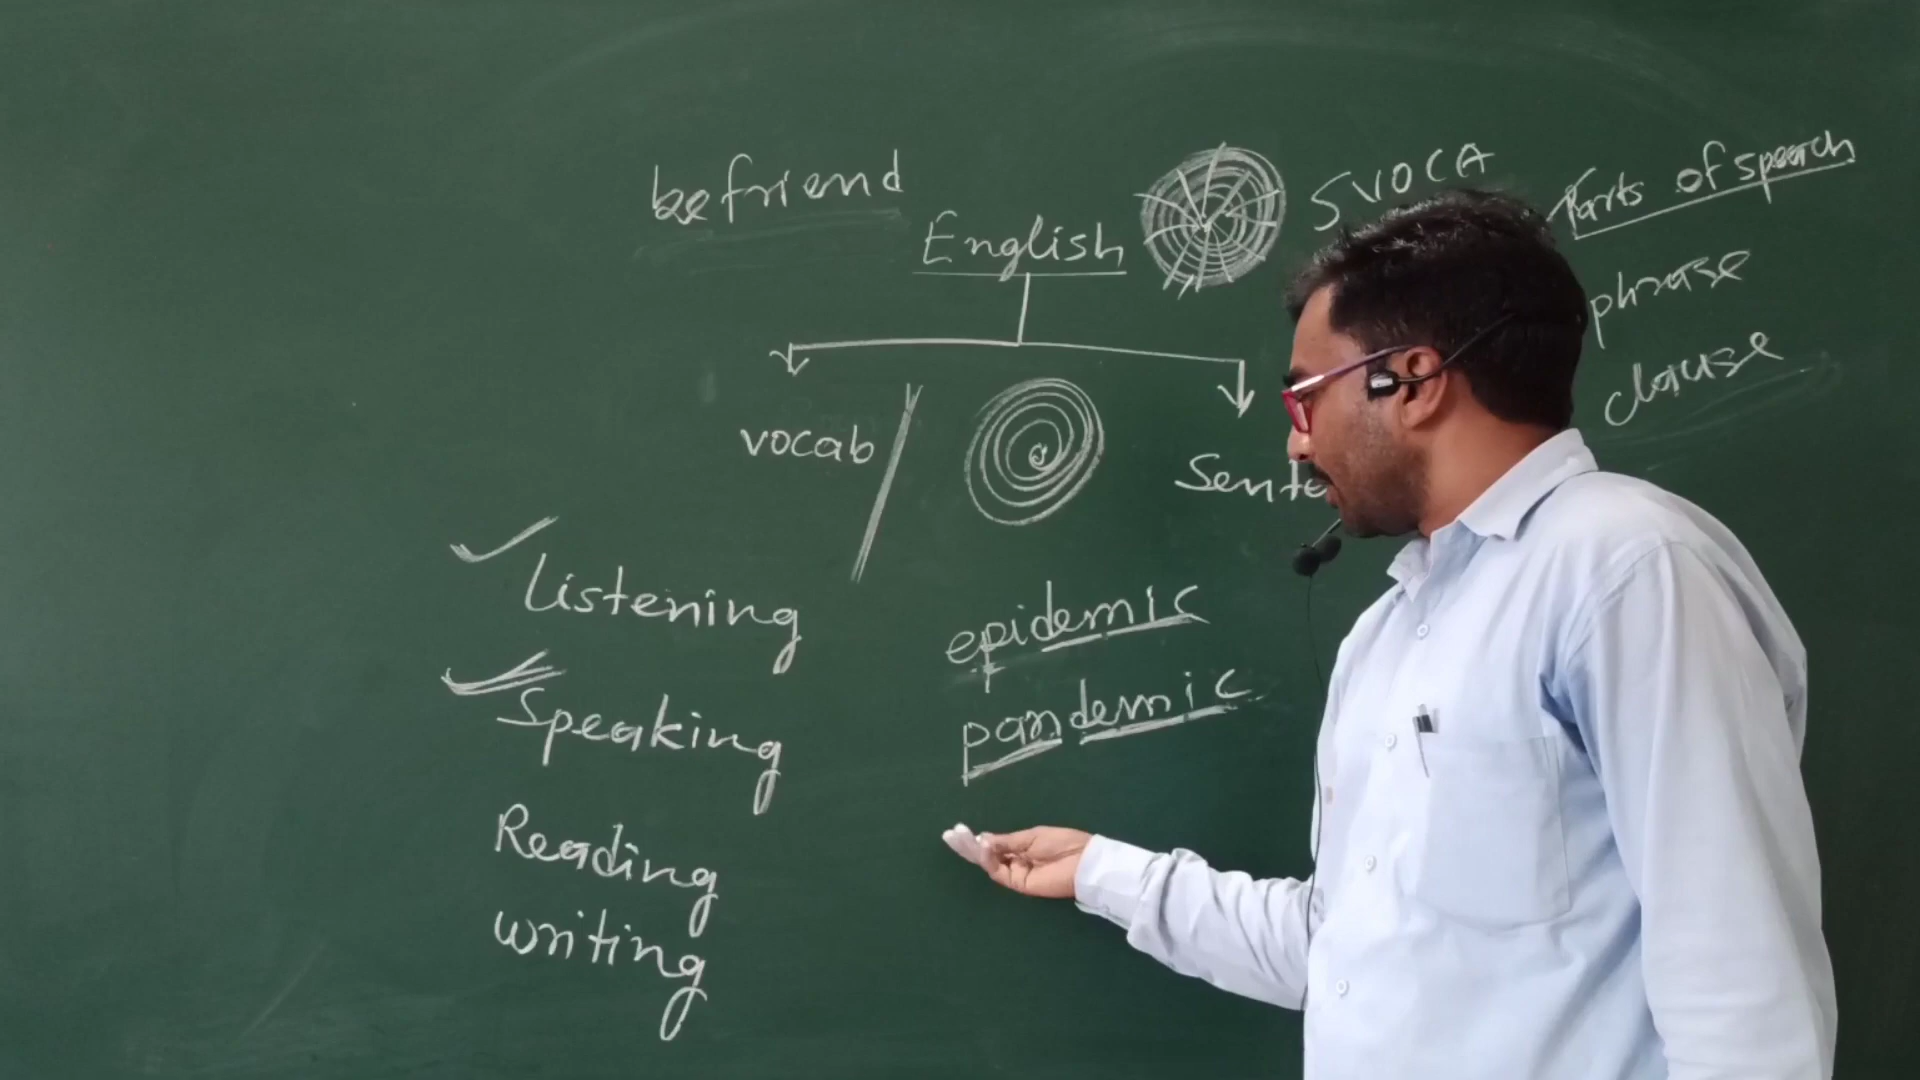 befriend
English
SVOCA
Parts of speech
phrase
clause
vocab
Sente
Listening
Speaking
Reading
writing
epidemic
pandemic